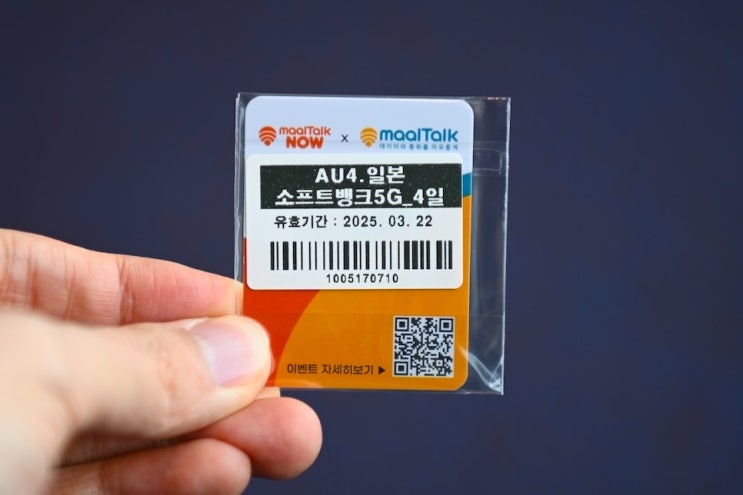 maalTalk NOW x maalTalk
데이터와 통화를 자유롭게
AU4.일본
소프트뱅크5G_4일
유효기간 : 2025. 03. 22
1005170710
이벤트 자세히보기 ▶